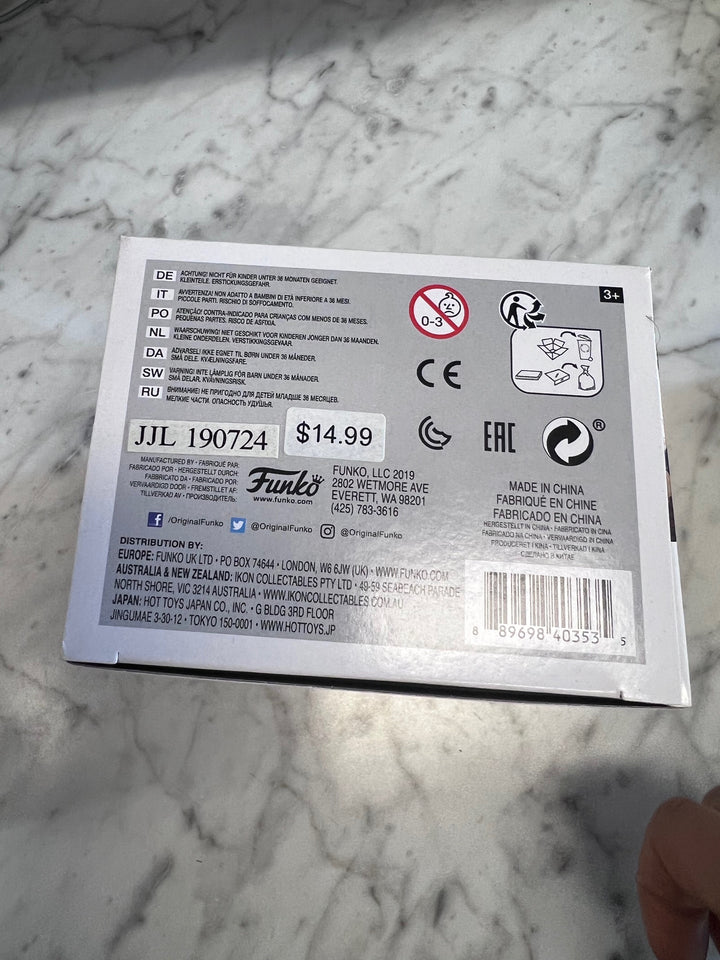 DE ACHTUNG! NICHT FÜR KINDER UNTER 36 MONATEN GEEIGNET.
KLEINTEILE. ERSTICKUNGSGEFAHR.
IT AVVERTENZA! NON ADATTO A BAMBINI DI ETÀ INFERIORE A 36 MESI.
PICCOLE PARTI. RISCHIO DI SOFFOCAMENTO.
PO ATENÇÃO! CONTRA-INDICADO PARA CRIANÇAS COM MENOS DE 36 MESES.
PEQUENAS PARTES. RISCO DE ASFIXIA.
NL WAARSCHUWING! NIET GESCHIKT VOOR KINDEREN JONGER DAN 36 MAANDEN.
KLEINE ONDERDELEN. VERSTIKKINGSGEVAAR.
DA ADVARSEL! IKKE EGNET TIL BØRN UNDER 36 MÅNEDER.
SMÅ DELE. KVÆLNINGSFARE.
SW VARNING! INTE LÄMPLIG FÖR BARN UNDER 36 MÅNADER.
SMÅ DELAR. KVÄVNINGSRISK.
RU ВНИМАНИЕ! НЕ ПРИГОДНО ДЛЯ ДЕТЕЙ МЛАДШЕ 36 МЕСЯЦЕВ.
МЕЛКИЕ ЧАСТИ. ОПАСНОСТЬ УДУШЬЯ.
0-3
3+
CE
EAC
®
JJL 190724
$14.99
MANUFACTURED BY • FABRIQUÉ PAR:
FABRICADO POR • HERGESTELLT DURCH:
FABBRICATO DA • FABRICADO POR:
VERVAARDIGD DOOR • FREMSTILLET AF:
TILLVERKAD AV • ПРОИЗВОДИТЕЛЬ:
Funko
www.funko.com
FUNKO, LLC 2019
2802 WETMORE AVE
EVERETT, WA 98201
(425) 783-3616
/OriginalFunko @OriginalFunko @OriginalFunko
MADE IN CHINA
FABRIQUÉ EN CHINE
FABRICADO EN CHINA
HERGESTELLT IN CHINA • FABBRICATO IN CINA
FABRICADO NA CHINA • VERVAARDIGD IN CHINA
PRODUCERET I KINA • TILLVERKAD I KINA
СДЕЛАНО В КИТАЕ
DISTRIBUTION BY:
EUROPE: FUNKO UK LTD • PO BOX 74644 • LONDON, W6 6JW (UK) • WWW.FUNKO.COM
AUSTRALIA & NEW ZEALAND: IKON COLLECTABLES PTY LTD • 49-59 SEABEACH PARADE
NORTH SHORE, VIC 3214 AUSTRALIA • WWW.IKONCOLLECTABLES.COM.AU
JAPAN: HOT TOYS JAPAN CO., INC. • G BLDG 3RD FLOOR
JINGUMAE 3-30-12 • TOKYO 150-0001 • WWW.HOTTOYS.JP
8 89698 40353 5